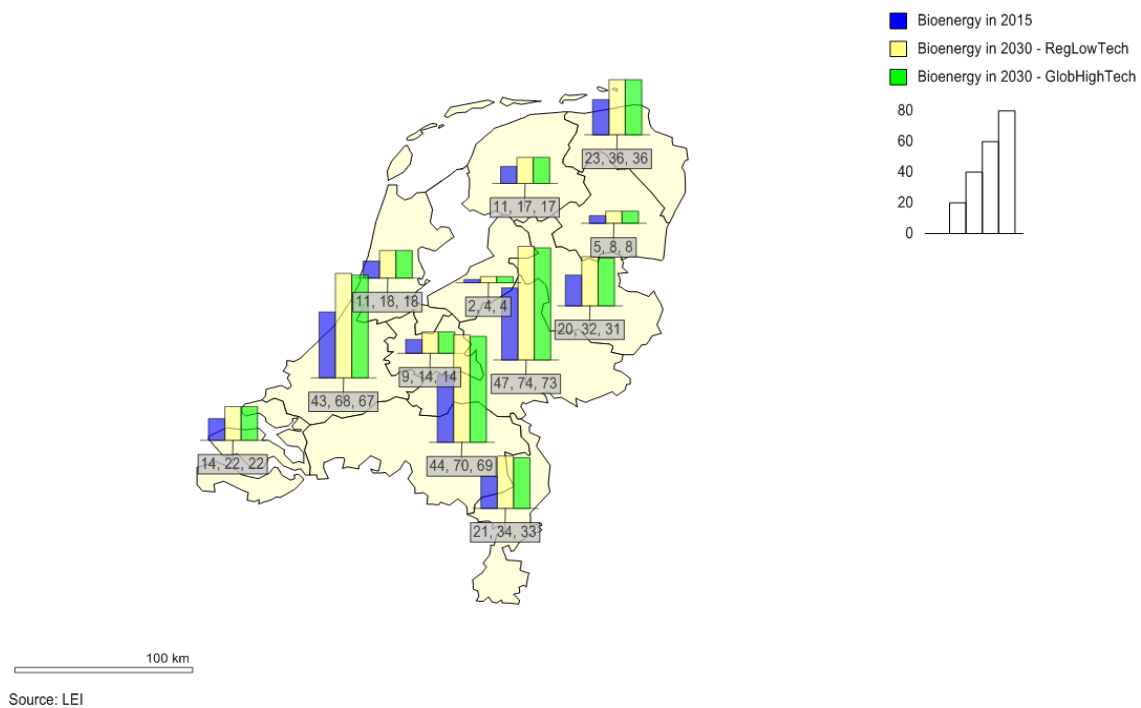 Bioenergy in 2015
Bioenergy in 2030 - RegLowTech
Bioenergy in 2030 - GlobHighTech
80
60
40
20
0
23, 36, 36
11, 17, 17
5, 8, 8
11, 18, 18
2, 4, 4
20, 32, 31
9, 14, 14
47, 74, 73
43, 68, 67
14, 22, 22
44, 70, 69
21, 34, 33
100 km
Source: LEI